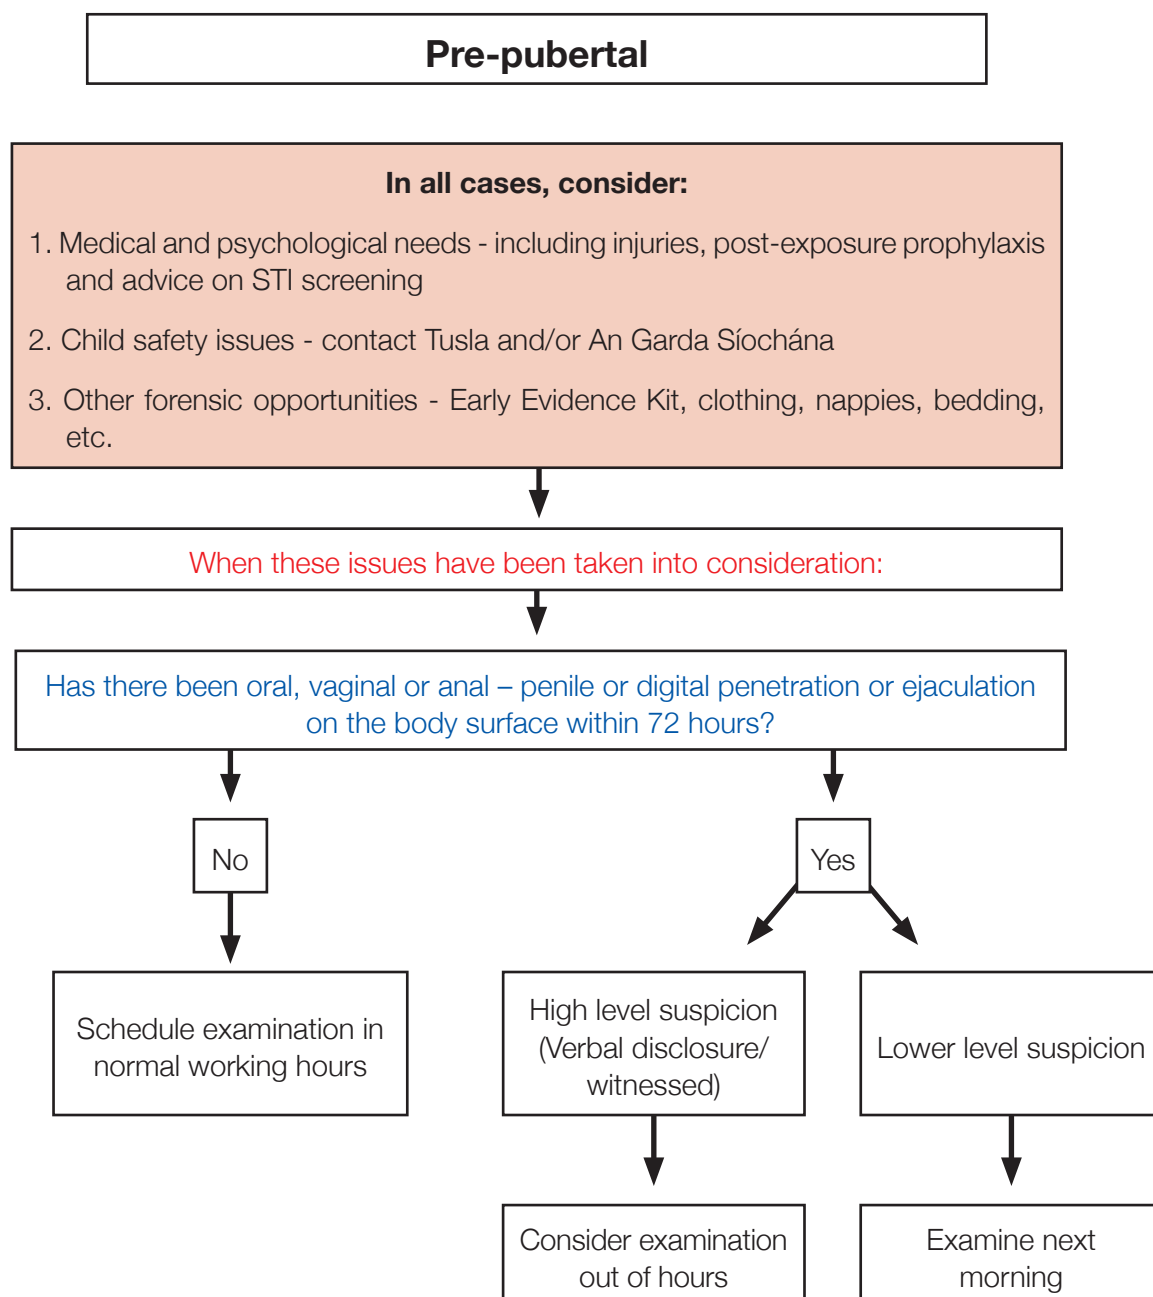 Pre-pubertal
In all cases, consider:
1. Medical and psychological needs - including injuries, post-exposure prophylaxis
and advice on STI screening
2. Child safety issues - contact Tusla and/or An Garda Síochána
3. Other forensic opportunities - Early Evidence Kit, clothing, nappies, bedding,
etc.
When these issues have been taken into consideration:
Has there been oral, vaginal or anal – penile or digital penetration or ejaculation
on the body surface within 72 hours?
No
Yes
Schedule examination in
normal working hours
High level suspicion
(Verbal disclosure/
witnessed)
Lower level suspicion
Consider examination
out of hours
Examine next
morning